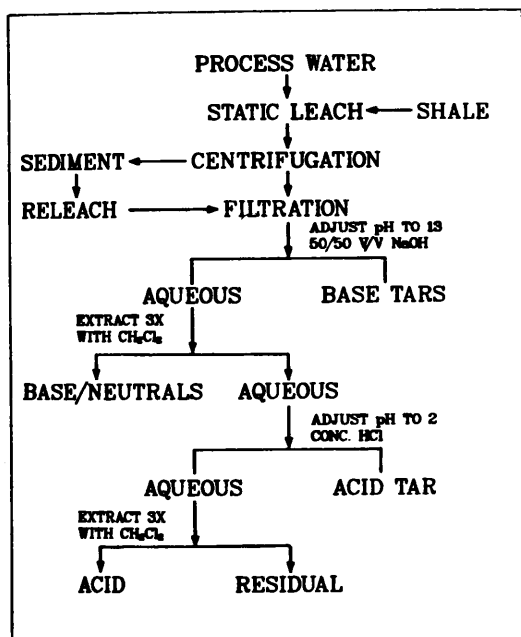 PROCESS WATER
STATIC LEACH SHALE
SEDIMENT CENTRIFUGATION
RELEACH FILTRATION
ADJUST pH TO 13
50/50 V/V NaOH
AQUEOUS BASE TARS
EXTRACT 3X
WITH CH₂Cl₂
BASE/NEUTRALS AQUEOUS
ADJUST pH TO 2
CONC. HCl
AQUEOUS ACID TAR
EXTRACT 3X
WITH CH₂Cl₂
ACID RESIDUAL